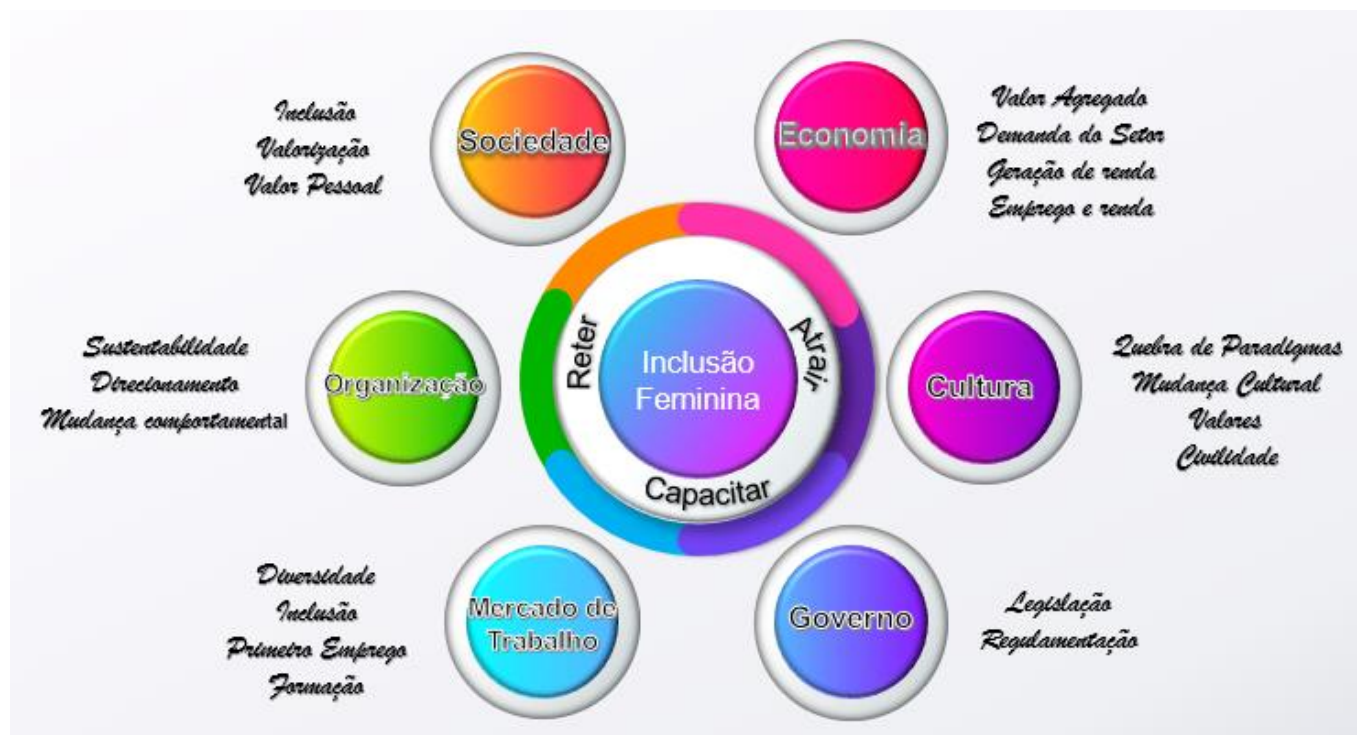 Inclusão
Valorização
Valor Pessoal
Sociedade
Economia
Valor Agregado
Demanda do Setor
Geração de renda
Emprego e renda
Sustentabilidade
Direcionamento
Mudança comportamental
Organização
Reter
Inclusão
Feminina
Atrair
Capacitar
Cultura
Quebra de Paradigmas
Mudança Cultural
Valores
Civilidade
Diversidade
Inclusão
Primeiro Emprego
Formação
Mercado de
Trabalho
Governo
Legislação
Regulamentação